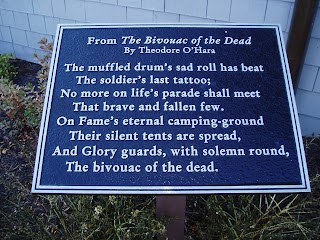 From The Bivouac of the Dead
By Theodore O'Hara
The muffled drum's sad roll has beat
The soldier's last tattoo;
No more on life's parade shall meet
That brave and fallen few.
On Fame's eternal camping-ground
Their silent tents are spread,
And Glory guards, with solemn round,
The bivouac of the dead.